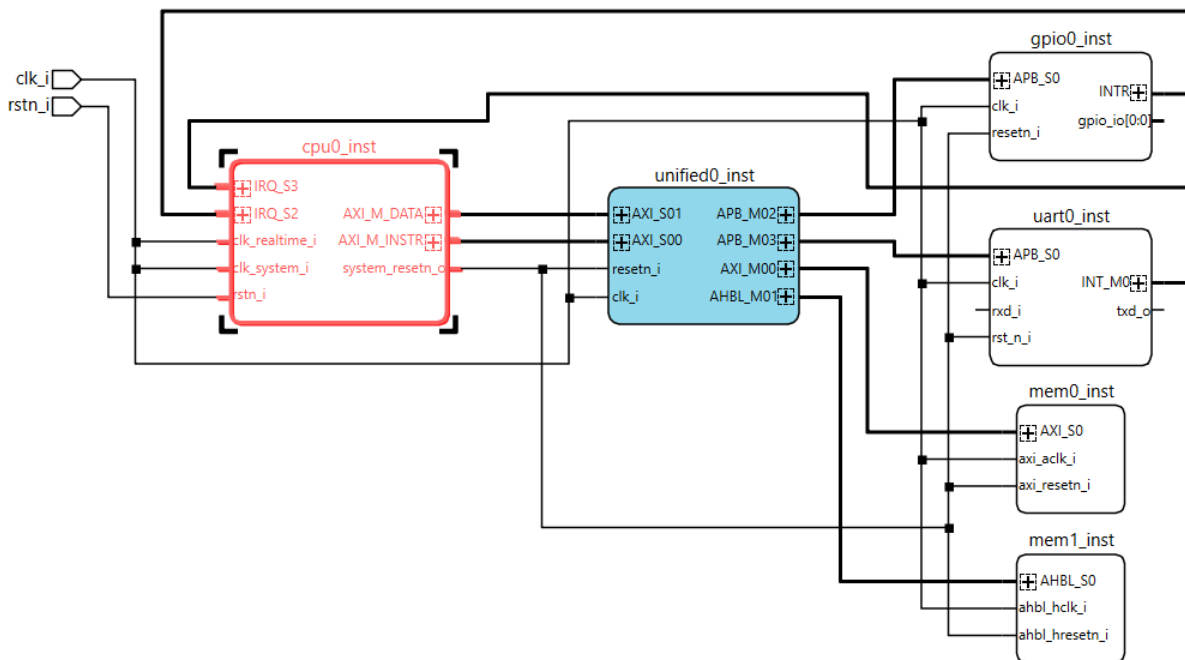 clk_i
rstn_i
cpu0_inst
IRQ_S3
IRQ_S2
clk_realtime_i
clk_system_i
rstn_i
AXI_M_DATA
AXI_M_INSTR
system_resetn_o
unified0_inst
AXI_S01
AXI_S00
resetn_i
clk_i
APB_M02
APB_M03
AXI_M00
AHBL_M01
gpio0_inst
APB_S0
clk_i
resetn_i
INTR
gpio_io[0:0]
uart0_inst
APB_S0
clk_i
rxd_i
rst_n_i
INT_M0
txd_o
mem0_inst
AXI_S0
axi_aclk_i
axi_resetn_i
mem1_inst
AHBL_S0
ahbl_hclk_i
ahbl_hresetn_i